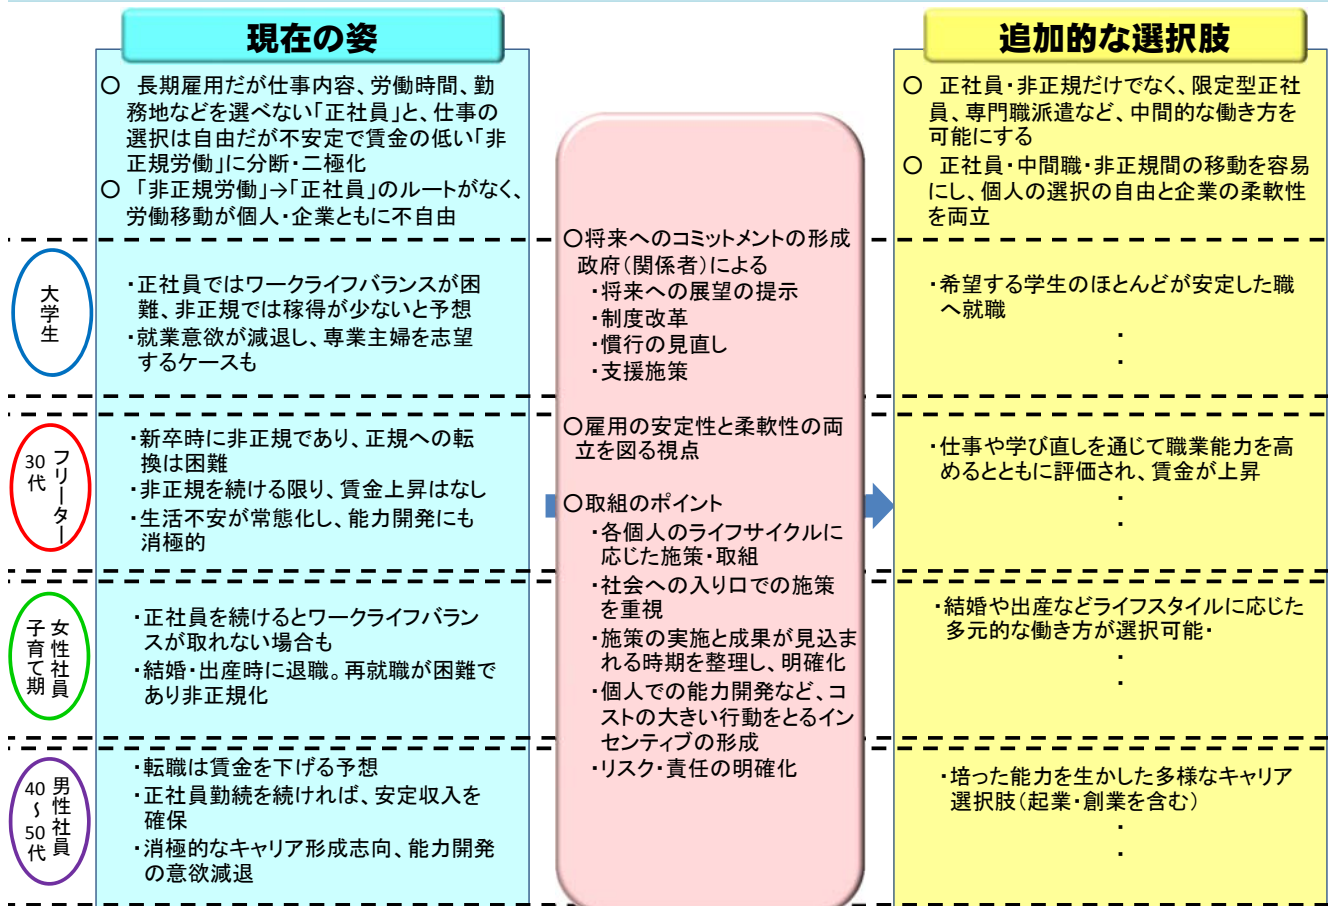 現在の姿
○ 長期雇用だが仕事内容、労働時間、勤
務地などを選べない「正社員」と、仕事の
選択は自由だが不安定で賃金の低い「非
正規労働」に分断・二極化
○ 「非正規労働」→「正社員」のルートがなく、
労働移動が個人・企業ともに不自由
大学生
・正社員ではワークライフバランスが困
難、非正規では稼得が少ないと予想
・就業意欲が減退し、専業主婦を志望
するケースも
フリーター
30代
・新卒時に非正規であり、正規への転
換は困難
・非正規を続ける限り、賃金上昇はなし
・生活不安が常態化し、能力開発にも
消極的
女性社員
子育て期
・正社員を続けるとワークライフバラン
スが取れない場合も
・結婚・出産時に退職。再就職が困難で
あり非正規化
男性社員
40~50代
・転職は賃金を下げる予想
・正社員勤続を続ければ、安定収入を
確保
・消極的なキャリア形成志向、能力開発
の意欲減退
○将来へのコミットメントの形成
政府(関係者)による
・将来への展望の提示
・制度改革
・慣行の見直し
・支援施策
○雇用の安定性と柔軟性の両
立を図る視点
○取組のポイント
・各個人のライフサイクルに
応じた施策・取組
・社会への入り口での施策
を重視
・施策の実施と成果が見込ま
れる時期を整理し、明確化
・個人での能力開発など、コ
ストの大きい行動をとるイン
センティブの形成
・リスク・責任の明確化
追加的な選択肢
○ 正社員・非正規だけでなく、限定型正社
員、専門職派遣など、中間的な働き方を
可能にする
○ 正社員・中間職・非正規間の移動を容易
にし、個人の選択の自由と企業の柔軟性
を両立
・希望する学生のほとんどが安定した職
へ就職
・
・
・仕事や学び直しを通じて職業能力を高
めるとともに評価され、賃金が上昇
・
・
・結婚や出産などライフスタイルに応じた
多元的な働き方が選択可能・
・
・
・培った能力を生かした多様なキャリア
選択肢(起業・創業を含む)
・
・